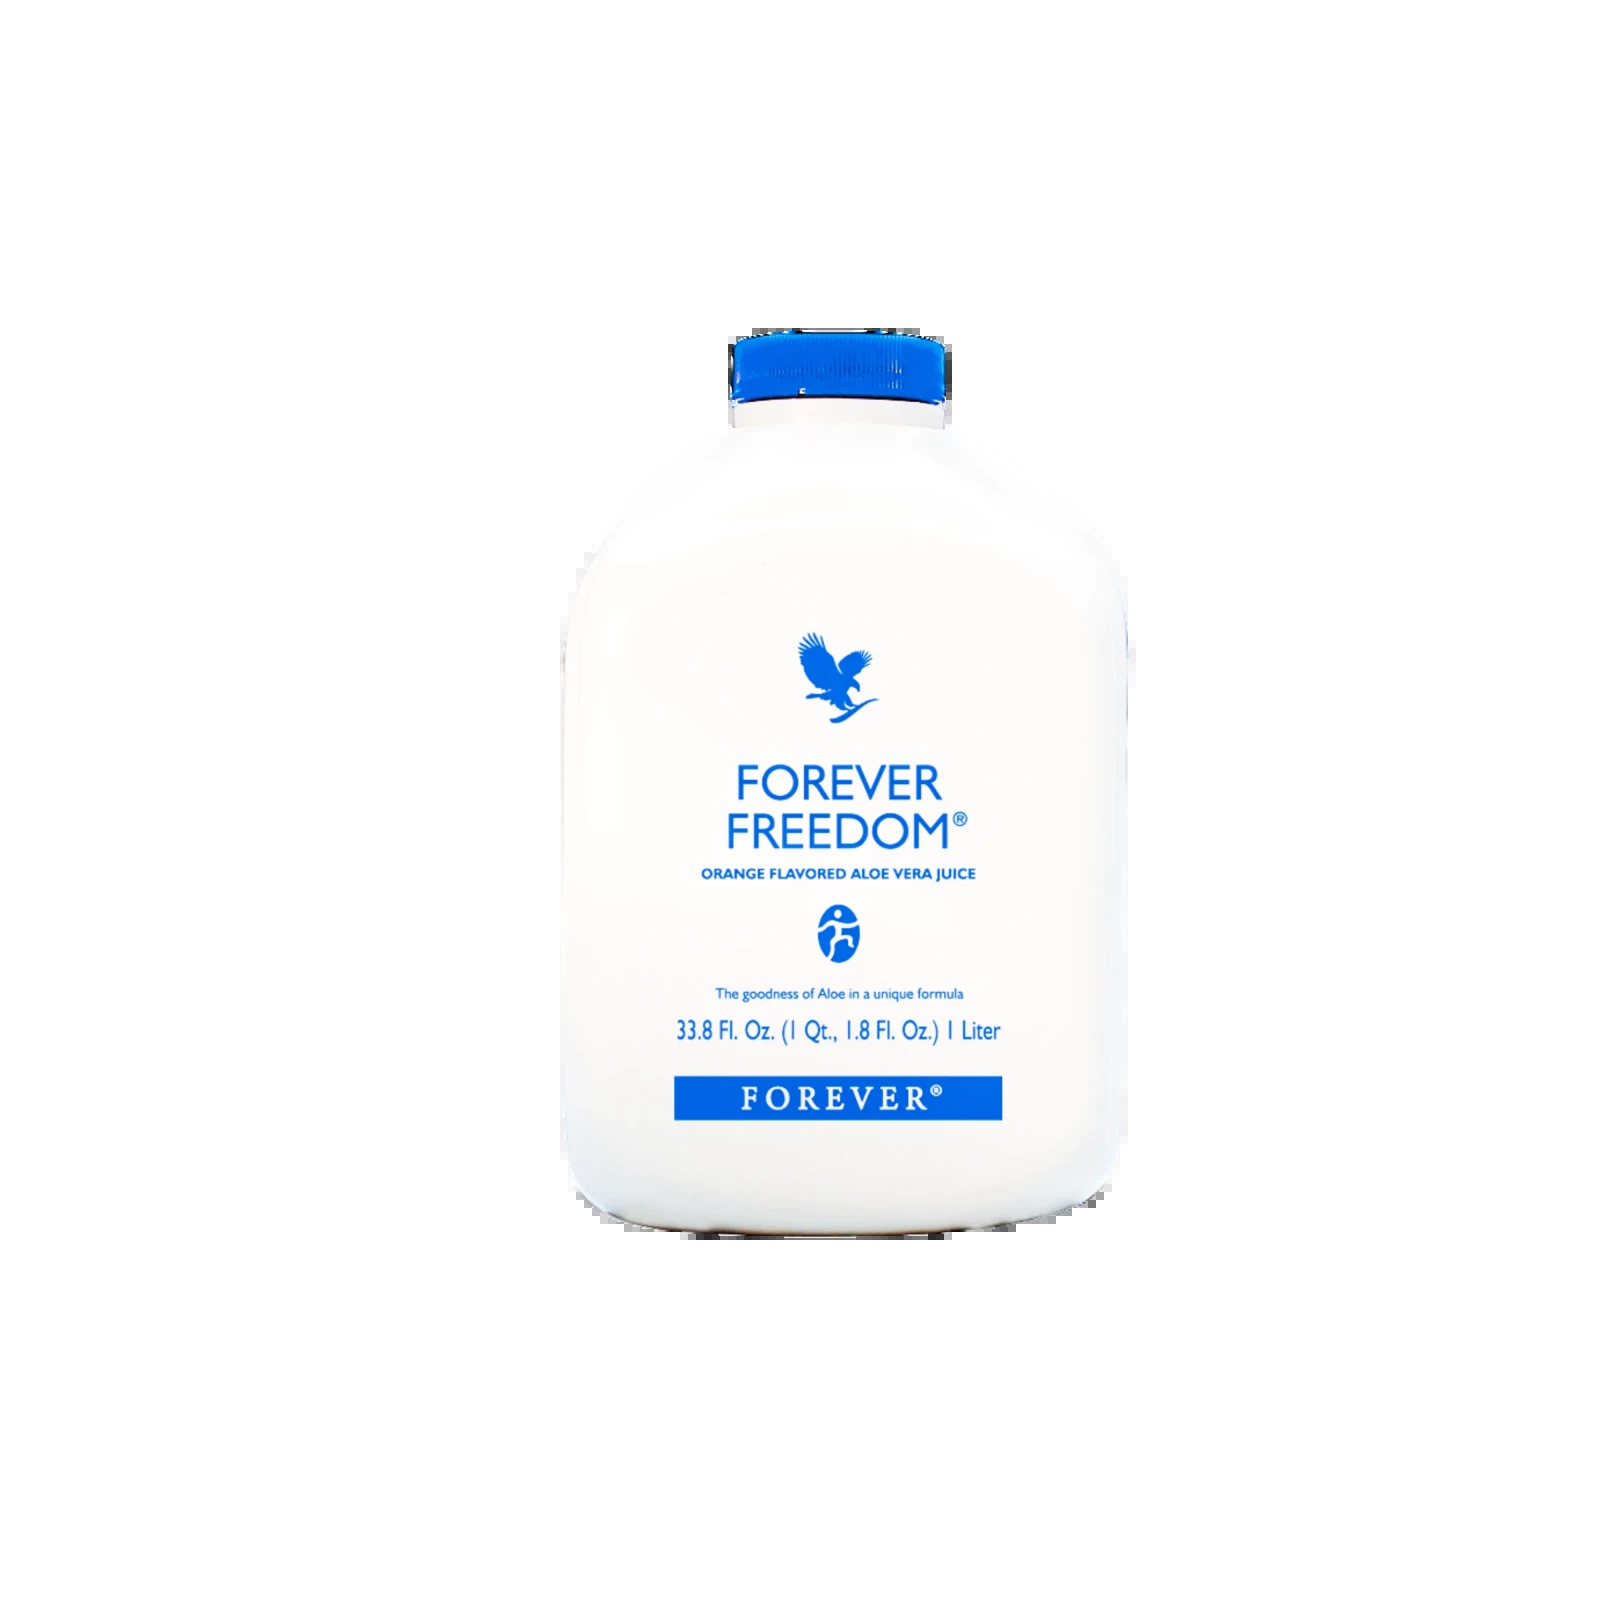 FOREVER
FREEDOM®
ORANGE FLAVORED ALOE VERA JUICE
The goodness of Aloe in a unique formula
33.8 Fl. Oz. (1 Qt., 1.8 Fl. Oz.) 1 Liter
FOREVER®